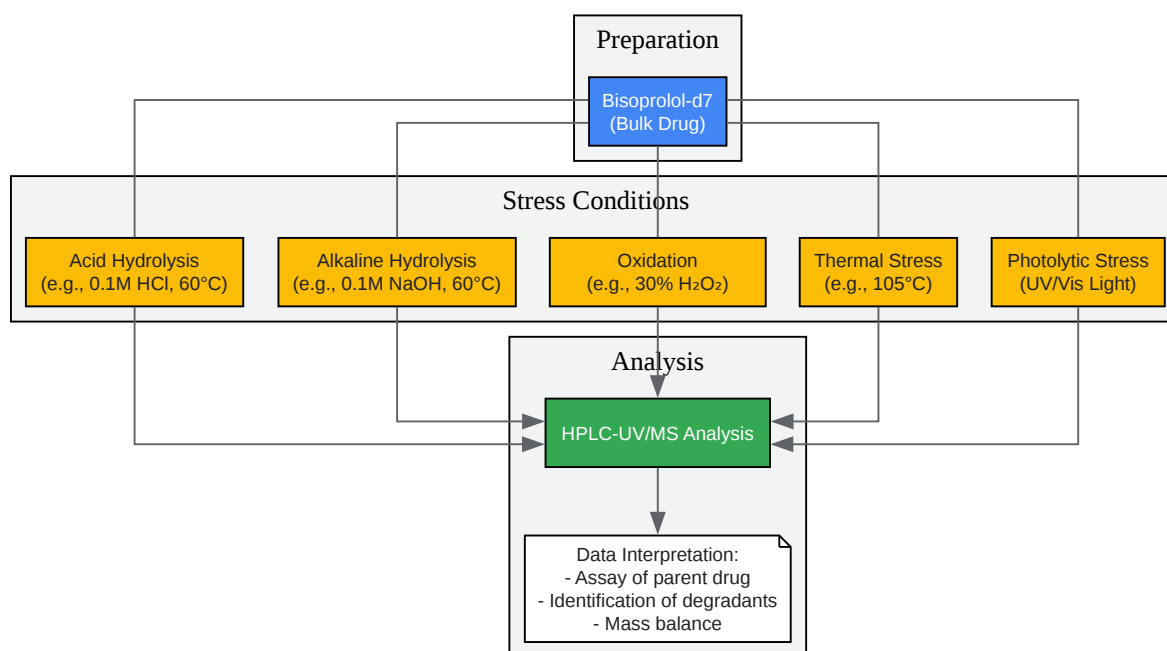 Preparation
Bisoprolol-d7
(Bulk Drug)
Stress Conditions
Acid Hydrolysis
(e.g., 0.1M HCl, 60°C)
Alkaline Hydrolysis
(e.g., 0.1M NaOH, 60°C)
Oxidation
(e.g., 30% H₂O₂)
Thermal Stress
(e.g., 105°C)
Photolytic Stress
(UV/Vis Light)
Analysis
HPLC-UV/MS Analysis
Data Interpretation:
- Assay of parent drug
- Identification of degradants
- Mass balance